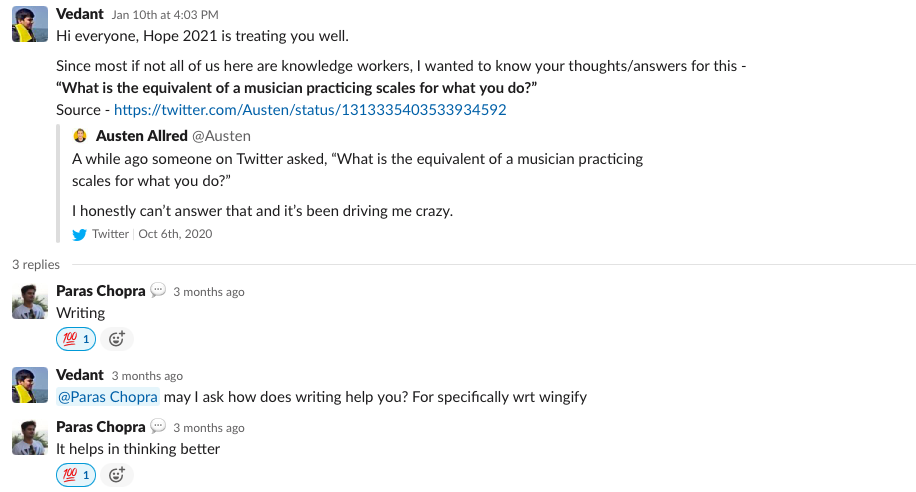 Vedant Jan 10th at 4:03 PM
Hi everyone, Hope 2021 is treating you well.
Since most if not all of us here are knowledge workers, I wanted to know your thoughts/answers for this -
“What is the equivalent of a musician practicing scales for what you do?”
Source - https://twitter.com/Austen/status/1313335403533934592
Austen Allred @Austen
A while ago someone on Twitter asked, “What is the equivalent of a musician practicing
scales for what you do?”
I honestly can’t answer that and it’s been driving me crazy.
Twitter | Oct 6th, 2020
3 replies
Paras Chopra 💬 3 months ago
Writing
💯 1
Vedant 3 months ago
@Paras Chopra may I ask how does writing help you? For specifically wrt wingify
Paras Chopra 💬 3 months ago
It helps in thinking better
💯 1